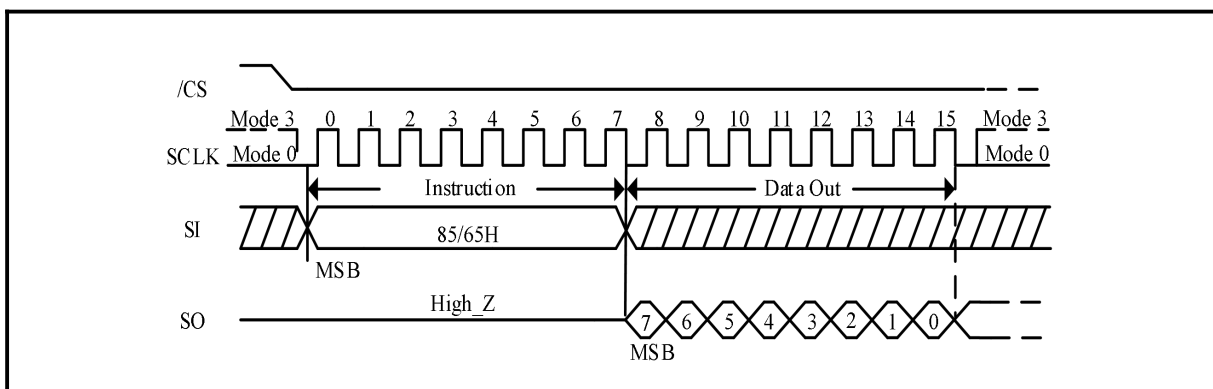 /CS
Mode 3 0 1 2 3 4 5 6 7 8 9 10 11 12 13 14 15 Mode 3
SCLK Mode 0 Mode 0
Instruction Data Out
SI 85/65H
MSB
High_Z
SO 7 6 5 4 3 2 1 0
MSB